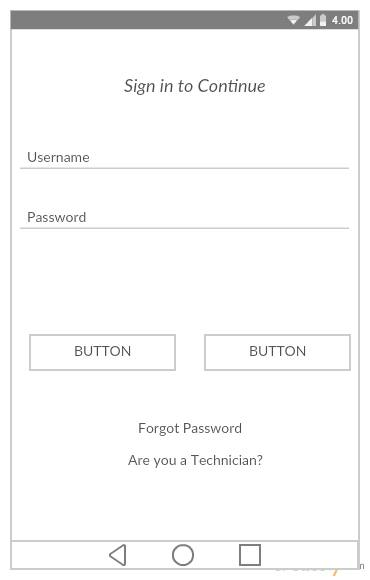 4.00
Sign in to Continue
Username
Password
BUTTON BUTTON
Forgot Password
Are you a Technician?